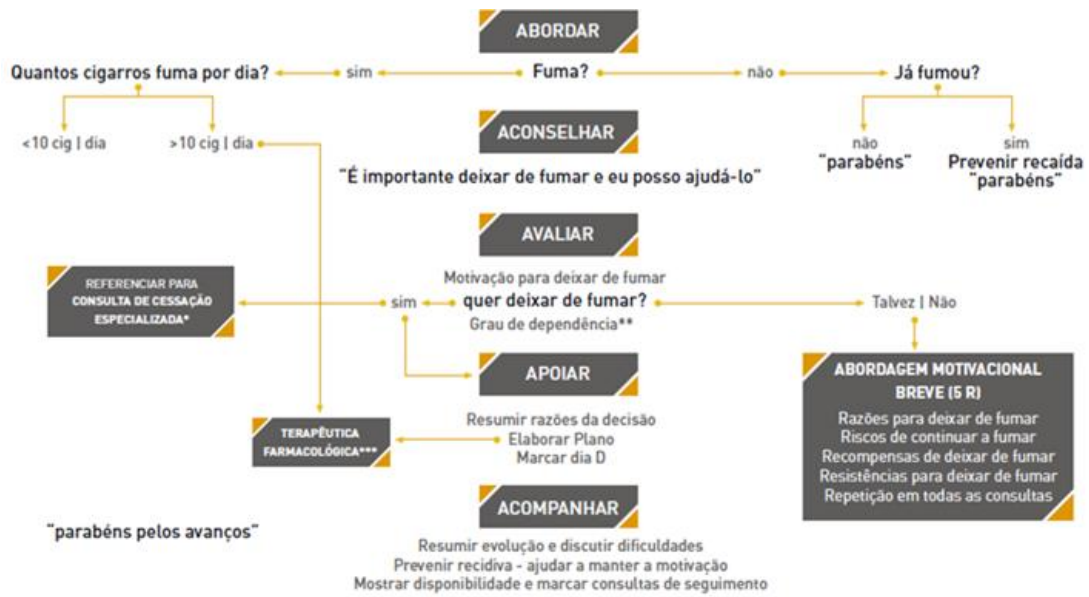 ABORDAR
Quantos cigarros fuma por dia?
sim
Fuma?
não
Já fumou?
<10 cig | dia
>10 cig | dia
não
"parabéns"
sim
Prevenir recaída
"parabéns"
ACONSELHAR
"É importante deixar de fumar e eu posso ajudá-lo"
AVALIAR
Motivação para deixar de fumar
quer deixar de fumar?
Grau de dependência**
sim
Talvez | Não
REFERENCIAR PARA
CONSULTA DE CESSAÇÃO
ESPECIALIZADA*
APOIAR
Resumir razões da decisão
Elaborar Plano
Marcar dia D
TERAPÊUTICA
FARMACOLÓGICA***
ABORDAGEM MOTIVACIONAL
BREVE (5 R)
Razões para deixar de fumar
Riscos de continuar a fumar
Recompensas de deixar de fumar
Resistências para deixar de fumar
Repetição em todas as consultas
ACOMPANHAR
"parabéns pelos avanços"
Resumir evolução e discutir dificuldades
Prevenir recidiva - ajudar a manter a motivação
Mostrar disponibilidade e marcar consultas de seguimento